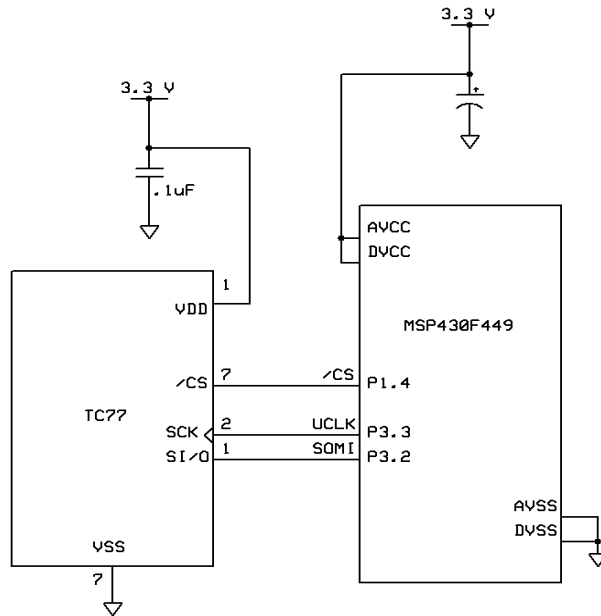 3.3 V
3.3 V
+
.1uF
AVCC
DVCC
1
VDD
MSP430F449
/CS
7
/CS
P1.4
TC77
SCK
2
UCLK
P3.3
SI/O
1
SOMI
P3.2
AVSS
DVSS
VSS
7